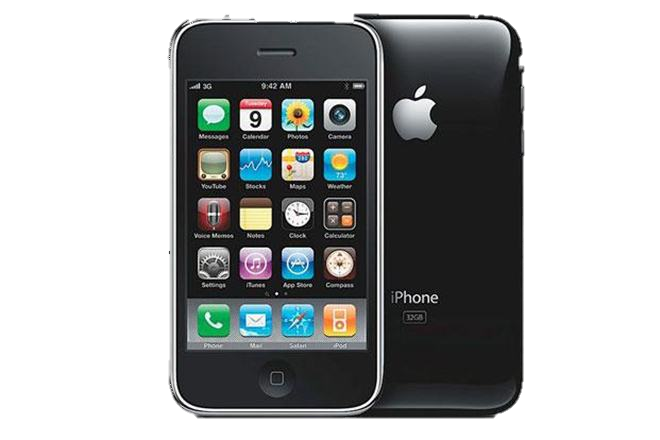 3G 9:42 AM
Tuesday
9
280
73°
Messages Calendar Photos Camera
YouTube Stocks Maps Weather
Voice Memos Notes Clock Calculator
Settings iTunes App Store Compass
Phone Mail Safari iPod
iPhone
32GB